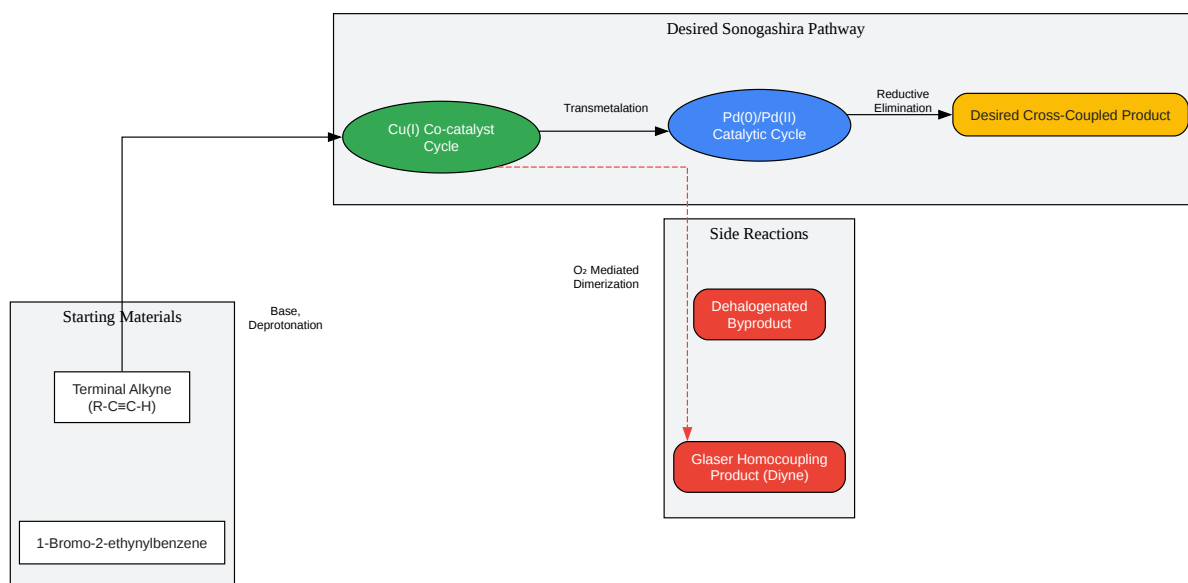 Desired Sonogashira Pathway
Cu(I) Co-catalyst
Cycle
Transmetalation
Pd(0)/Pd(II)
Catalytic Cycle
Reductive
Elimination
Desired Cross-Coupled Product
Side Reactions
O₂ Mediated
Dimerization
Dehalogenated
Byproduct
Glaser Homocoupling
Product (Diyne)
Starting Materials
Base,
Deprotonation
Terminal Alkyne
(R-C≡C-H)
1-Bromo-2-ethynylbenzene